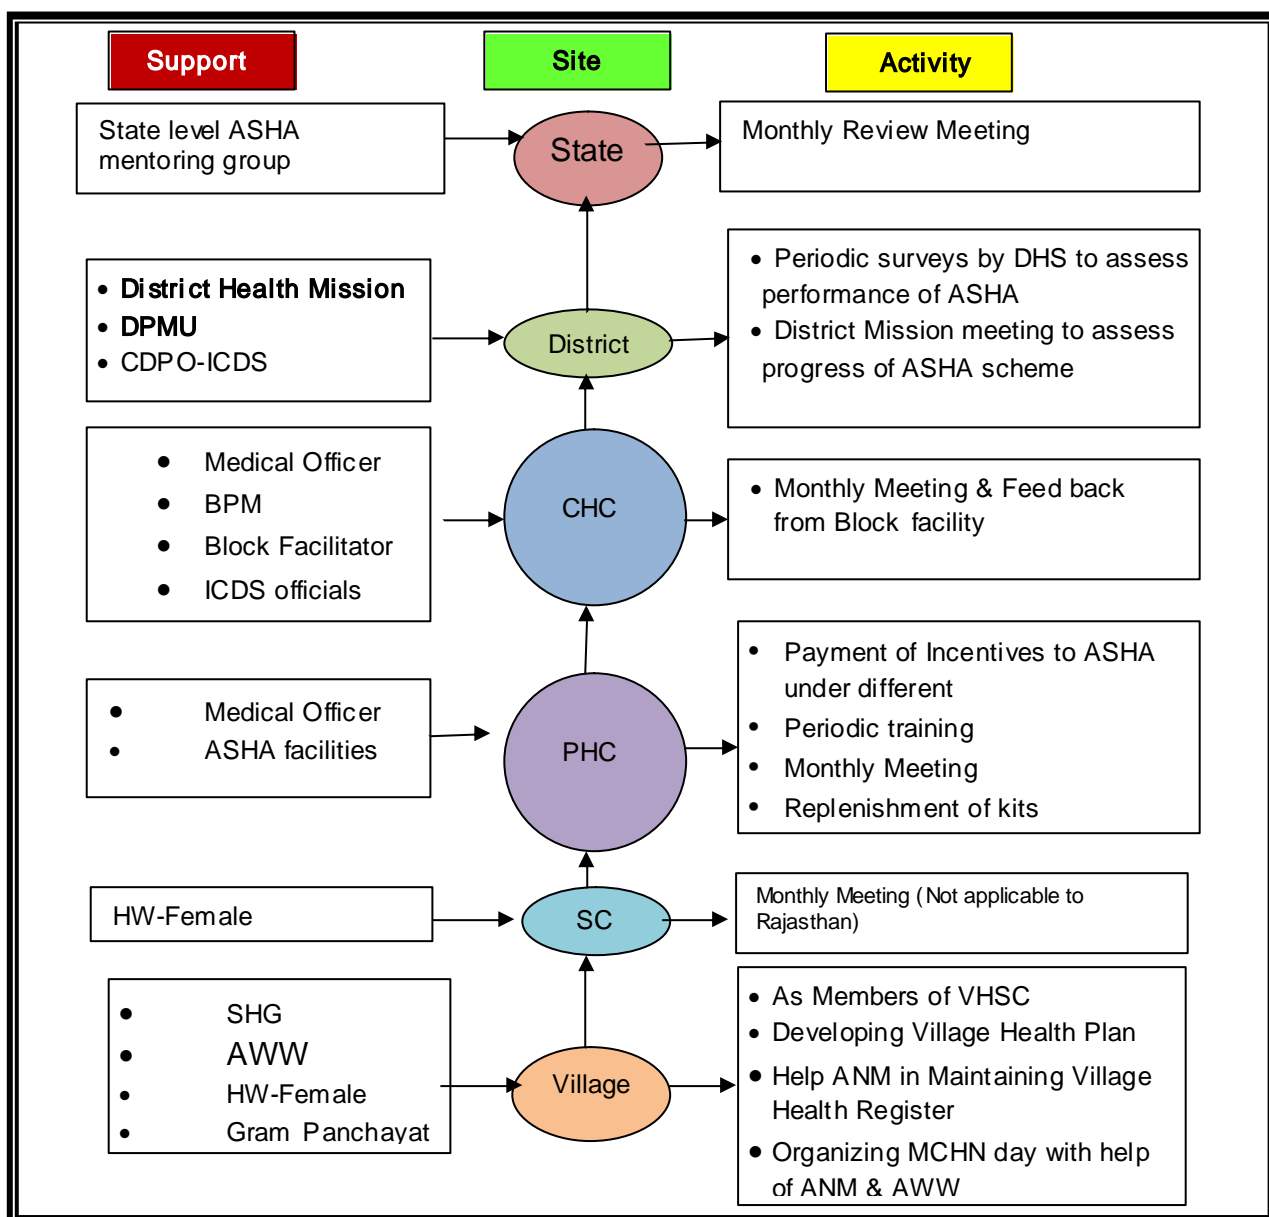 Support
Site
Activity
State level ASHA
mentoring group
State
Monthly Review Meeting
• District Health Mission
• DPMU
• CDPO-ICDS
District
• Periodic surveys by DHS to assess
performance of ASHA
• District Mission meeting to assess
progress of ASHA scheme
• Medical Officer
• BPM
• Block Facilitator
• ICDS officials
CHC
• Monthly Meeting & Feed back
from Block facility
• Medical Officer
• ASHA facilities
PHC
• Payment of Incentives to ASHA
under different
• Periodic training
• Monthly Meeting
• Replenishment of kits
HW-Female
SC
Monthly Meeting (Not applicable to
Rajasthan)
• SHG
• AWW
• HW-Female
• Gram Panchayat
Village
• As Members of VHSC
• Developing Village Health Plan
• Help ANM in Maintaining Village
Health Register
• Organizing MCHN day with help
of ANM & AWW